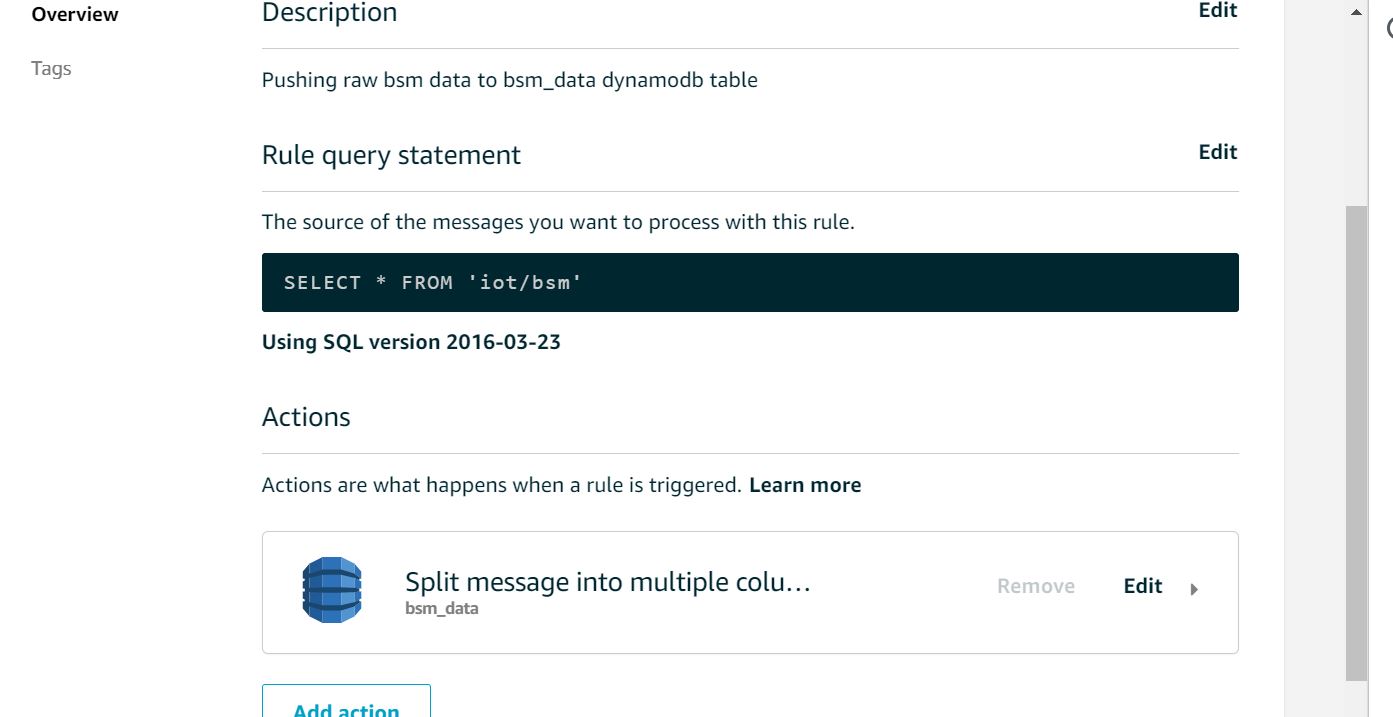 Overview
Tags
Description
Edit
Pushing raw bsm data to bsm_data dynamodb table
Rule query statement
Edit
The source of the messages you want to process with this rule.
SELECT * FROM 'iot/bsm'
Using SQL version 2016-03-23
Actions
Actions are what happens when a rule is triggered. Learn more
Split message into multiple colu...
bsm_data
Remove
Edit
Add action